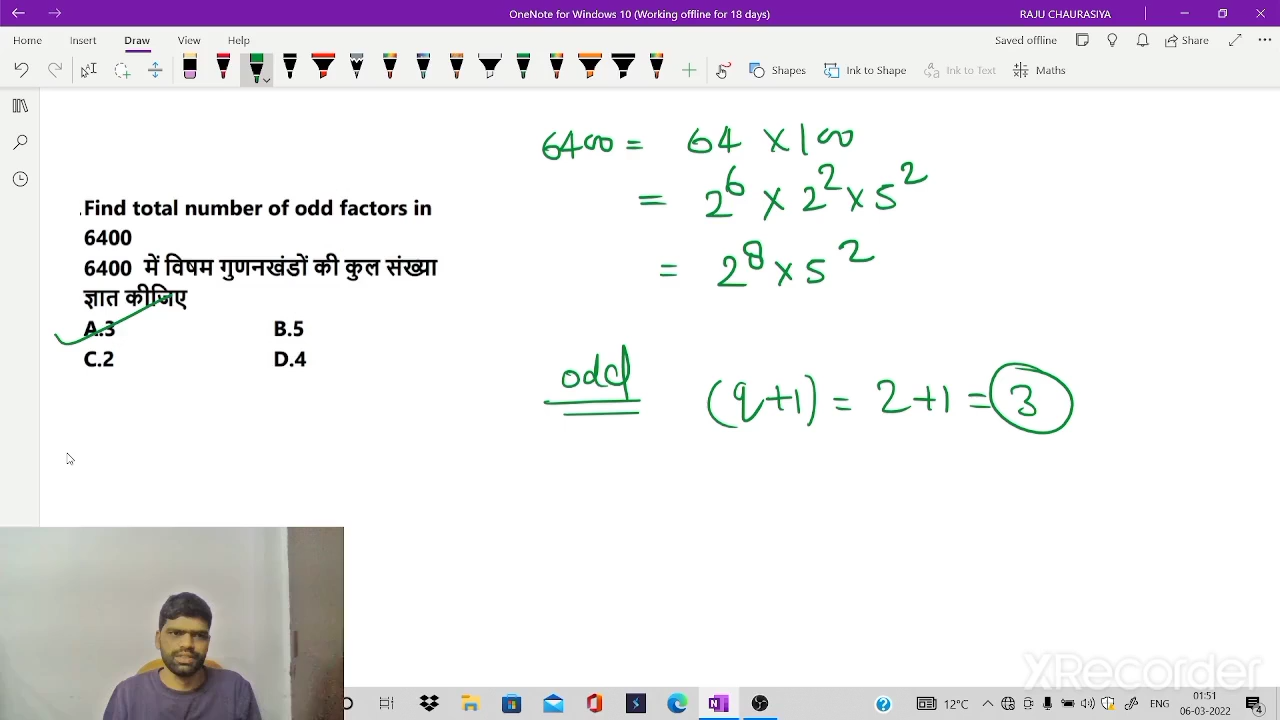 OneNote for Windows 10 (Working offline for 18 days)
RAJU CHAURASIYA
Home Insert Draw View Help
Saved offline
Share
Shapes
Ink to Shape
Ink to Text
Maths
6400 = 64 × 100
= 2^6 × 2^2 × 5^2
= 2^8 × 5^2
.Find total number of odd factors in
6400
6400 में विषम गुणनखंडों की कुल संख्या
ज्ञात कीजिए
A.3 B.5
C.2 D.4
odd (q+1) = 2+1 = 3
XRecorder
12°C
ENG
01:51
06-03-2022
4